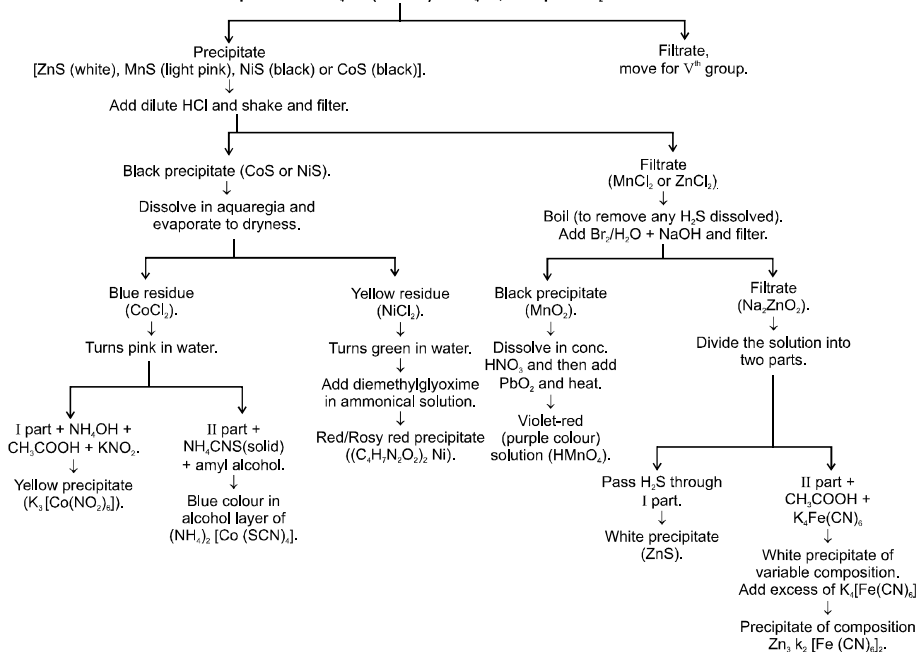 Precipitate
[ZnS (white), MnS (light pink), NiS (black) or CoS (black)].
↓
Add dilute HCl and shake and filter.
Filtrate,
move for Vᵗʰ group.
Black precipitate (CoS or NiS).
↓
Dissolve in aquaregia and
evaporate to dryness.
Filtrate
(MnCl₂ or ZnCl₂)
↓
Boil (to remove any H₂S dissolved).
Add Br₂/H₂O + NaOH and filter.
Blue residue
(CoCl₂).
↓
Turns pink in water.
Yellow residue
(NiCl₂).
↓
Turns green in water.
↓
Add diemethylglyoxime
in ammonical solution.
↓
Red/Rosy red precipitate
((C₄H₇N₂O₂)₂ Ni).
Black precipitate
(MnO₂).
↓
Dissolve in conc.
HNO₃ and then add
PbO₂ and heat.
↓
Violet-red
(purple colour)
solution (HMnO₄).
Filtrate
(Na₂ZnO₂).
↓
Divide the solution into
two parts.
I part + NH₄OH +
CH₃COOH + KNO₂.
↓
Yellow precipitate
(K₃[Co(NO₂)₆]).
II part +
NH₄CNS(solid)
+ amyl alcohol.
↓
Blue colour in
alcohol layer of
(NH₄)₂ [Co (SCN)₄].
Pass H₂S through
I part.
↓
White precipitate
(ZnS).
II part +
CH₃COOH +
K₄Fe(CN)₆
↓
White precipitate of
variable composition.
Add excess of K₄[Fe(CN)₆]
↓
Precipitate of composition
Zn₃ k₂ [Fe (CN)₆]₂.